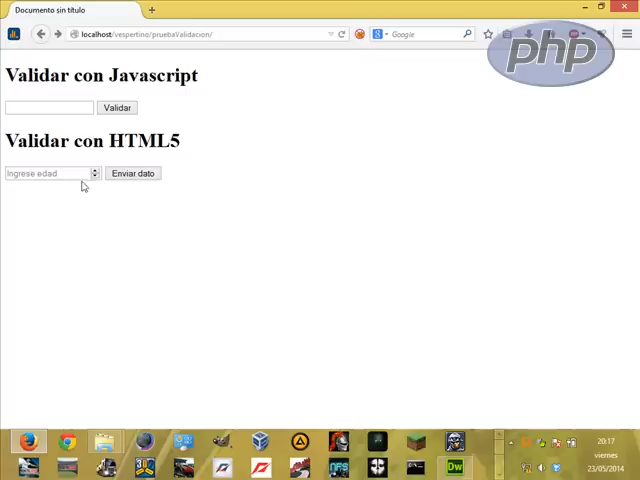 Documento sin título
localhost/vespertino/pruebaValidacion/
Google
php
Validar con Javascript
Validar
Validar con HTML5
Ingrese edad
Enviar dato
Dw
20:17
viernes
23/05/2014